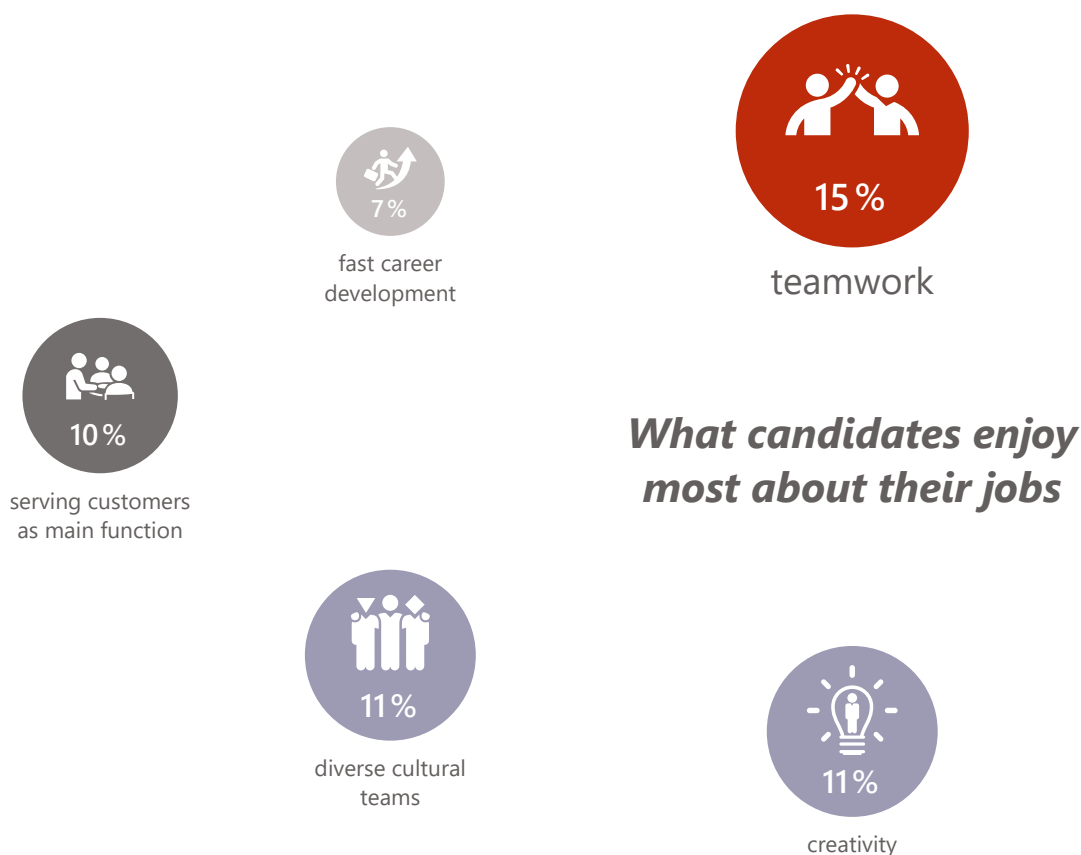 15 %
teamwork
7 %
fast career
development
10 %
serving customers
as main function
What candidates enjoy
most about their jobs
11 %
diverse cultural
teams
11 %
creativity